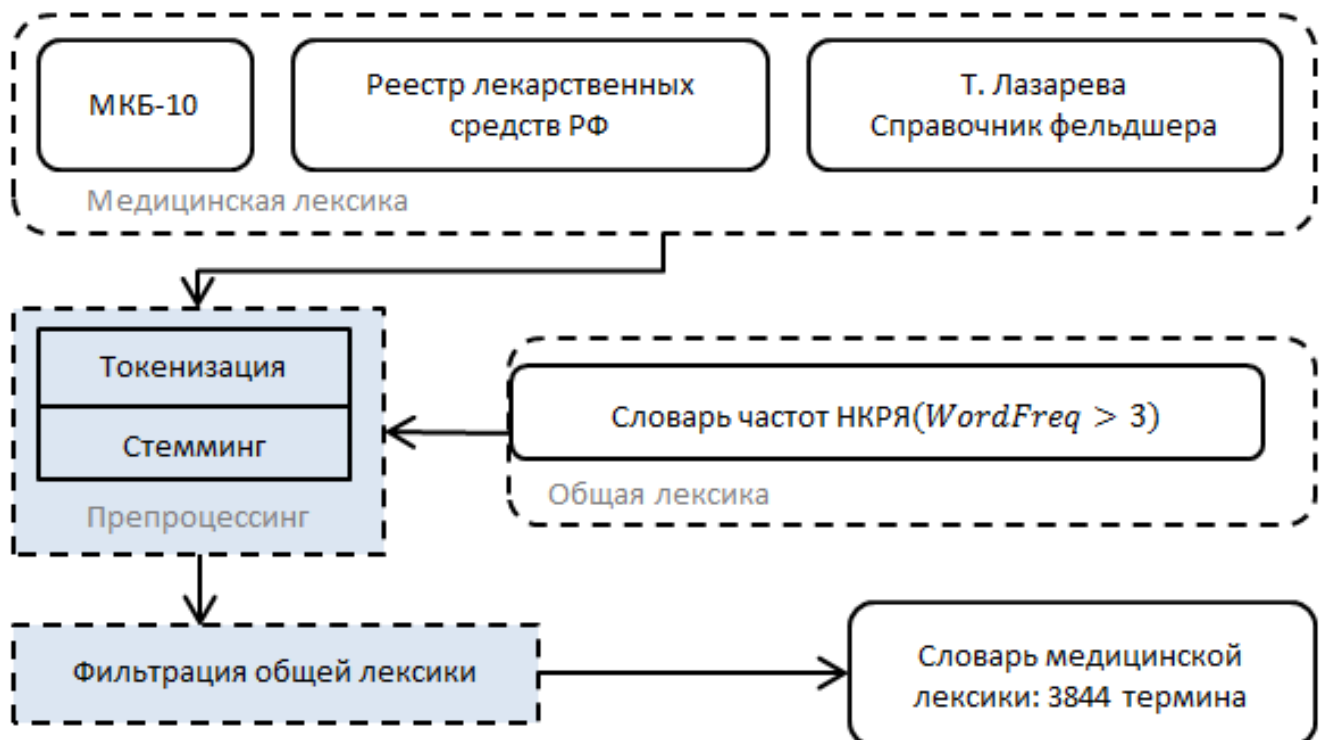 МКБ-10
Реестр лекарственных
средств РФ
Т. Лазарева
Справочник фельдшера
Медицинская лексика
Токенизация
Стемминг
Препроцессинг
Словарь частот НКРЯ(WordFreq > 3)
Общая лексика
Фильтрация общей лексики
Словарь медицинской
лексики: 3844 термина